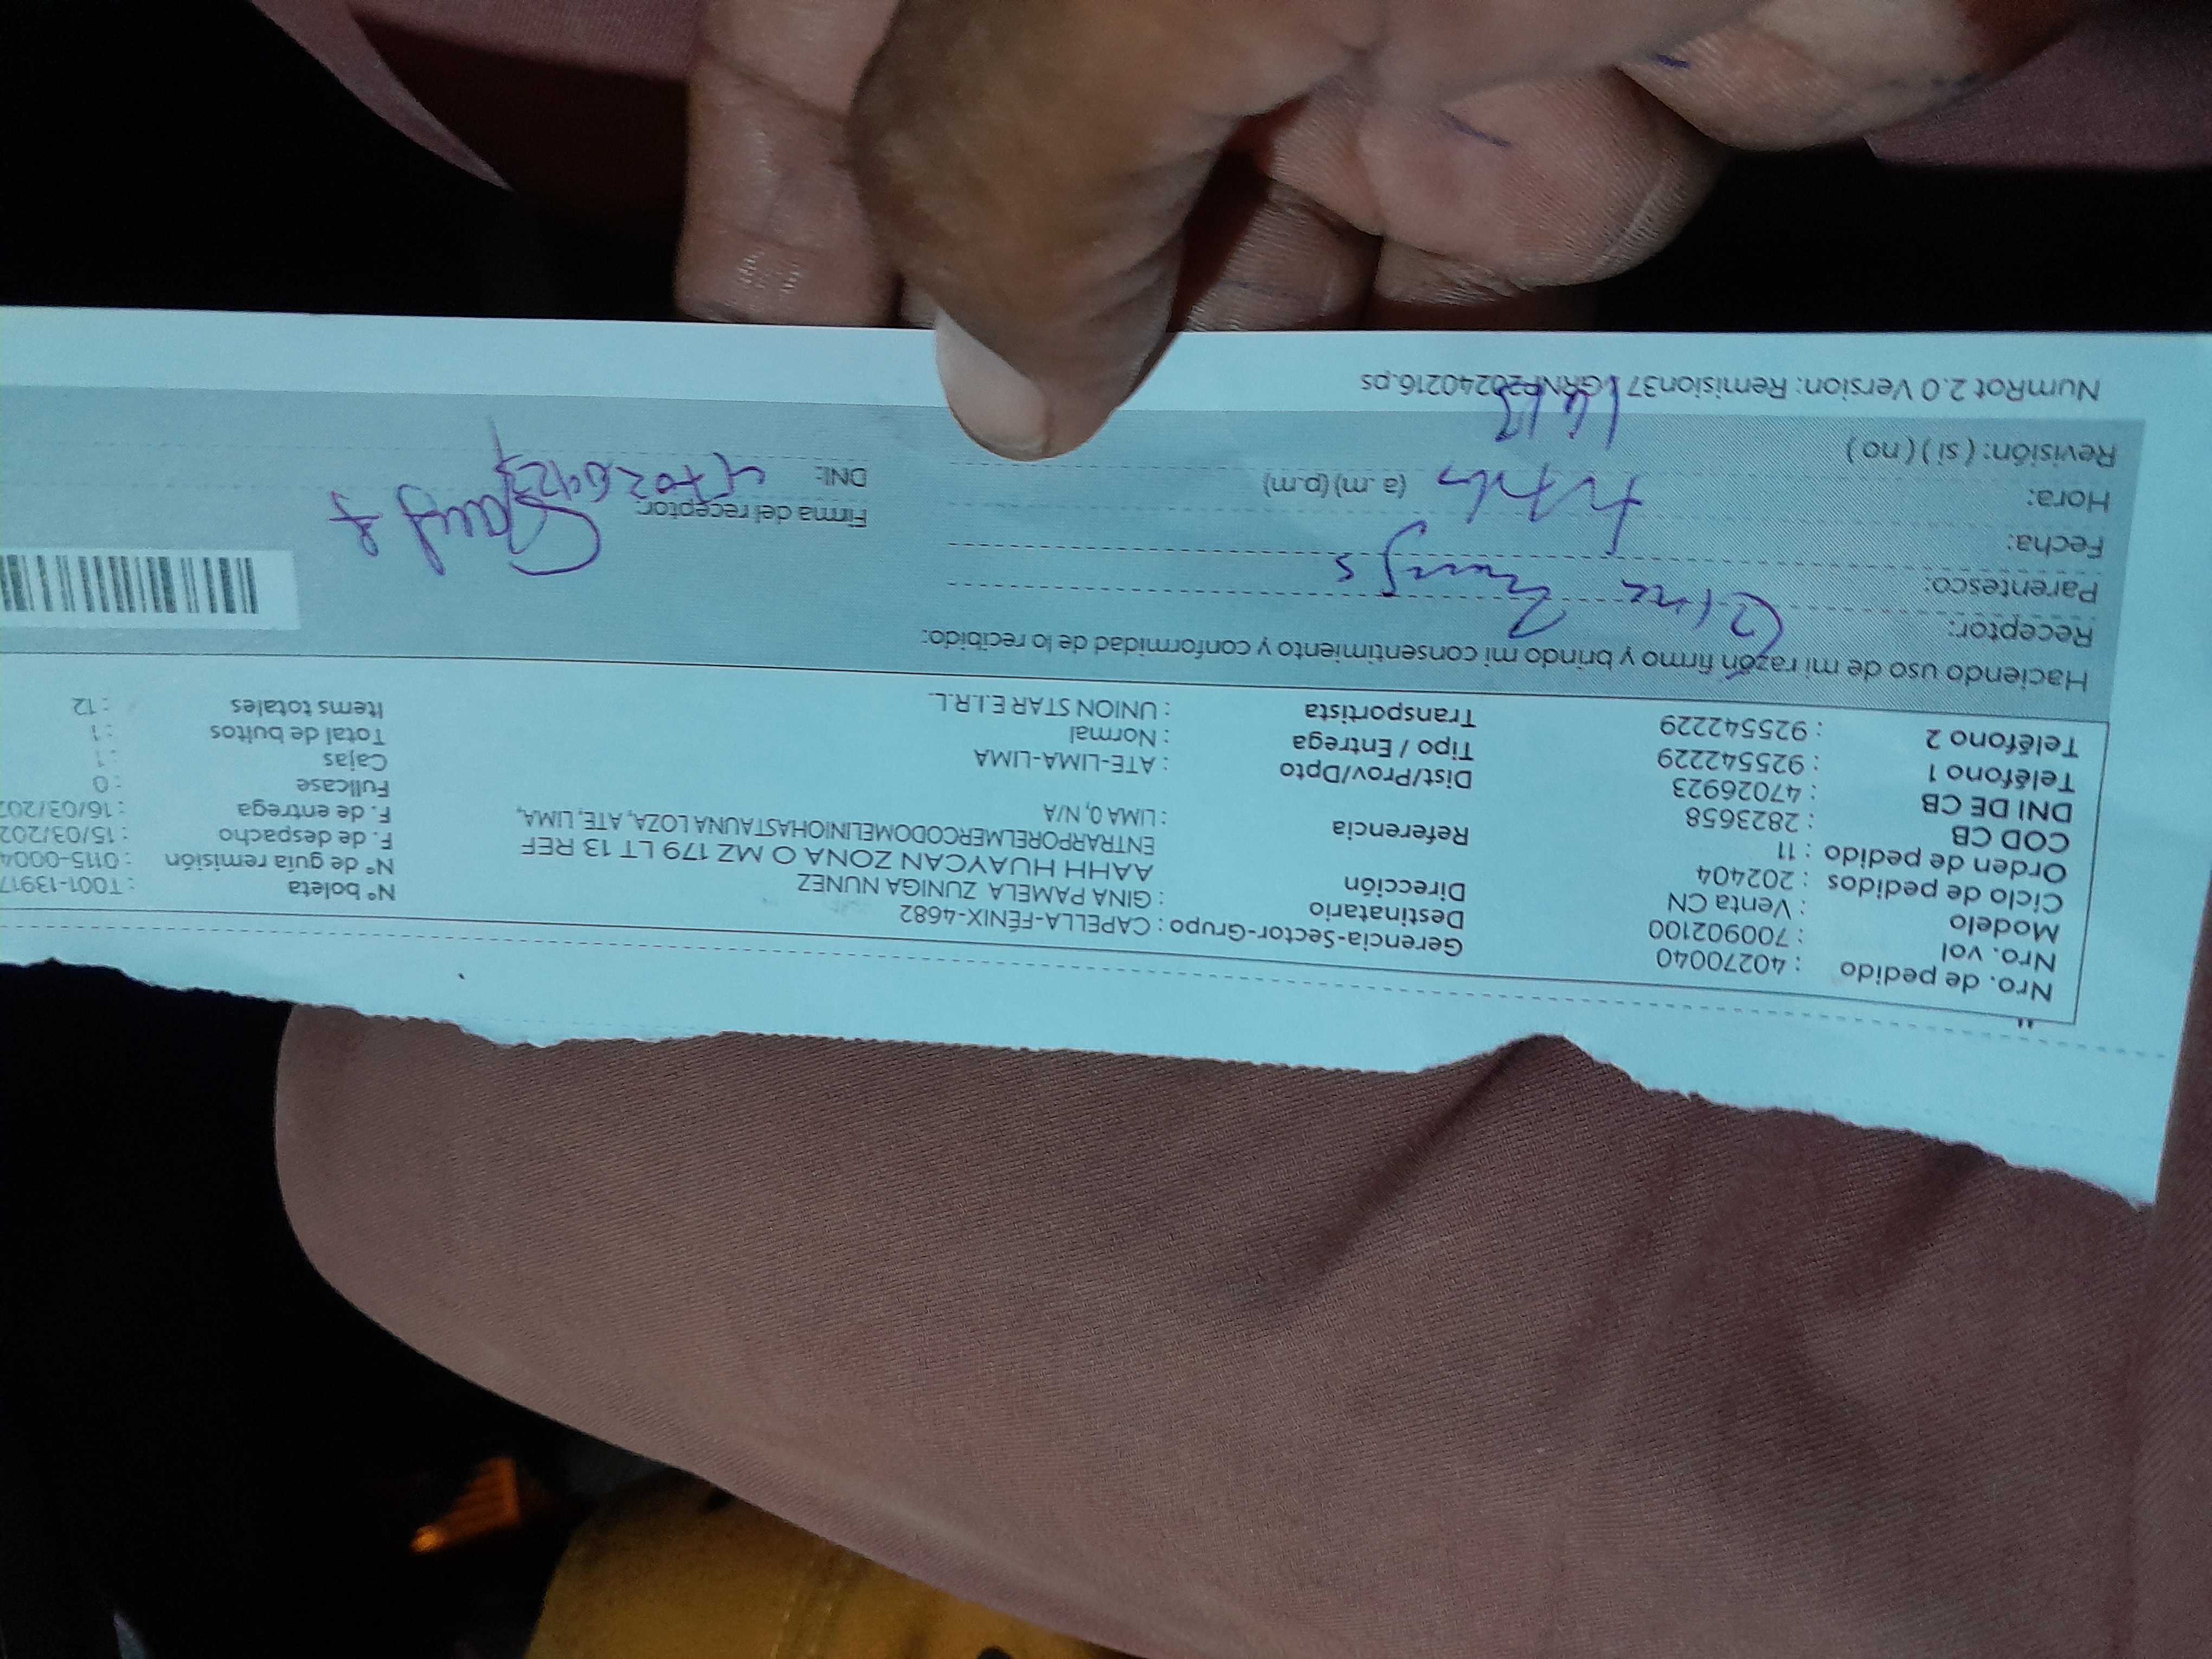 Nro. de pedido : 40270040
Nro. vol : 700902100
Modelo : Venta CN
Ciclo de pedidos : 202404
Orden de pedido : 11
COD CB : 2823658
DNI DE CB : 47026923
Teléfono 1 : 925542229
Teléfono 2 : 925542229
Gerencia-Sector-Grupo : CAPELLA-FÉNIX-4682
Destinatario : GINA PAMELA ZUNIGA NUNEZ
Dirección AAHH HUAYCAN ZONA O MZ 179 LT 13 REF
ENTRARPORELMERCODOMELINIOHASTAUNA LOZA, ATE, LIMA,
Referencia : LIMA 0, N/A
Dist/Prov/Dpto : ATE-LIMA-LIMA
Tipo / Entrega : Normal
Transportista : UNION STAR E.I.R.L.
N° boleta : T001-13917
N° de guía remisión : 0115-0004
F. de despacho : 15/03/202
F. de entrega : 16/03/202
Fullcase : 0
Cajas : 1
Total de bultos : 1
Items totales : 12
Haciendo uso de mi razón firmo y brindo mi consentimiento y conformidad de lo recibido:
Receptor:
Parentesco:
Fecha:
Hora: (a .m) (p.m)
Revisión: ( si ) ( no )
Firma del receptor:
DNI:
NumRot 2.0 Version: Remision37